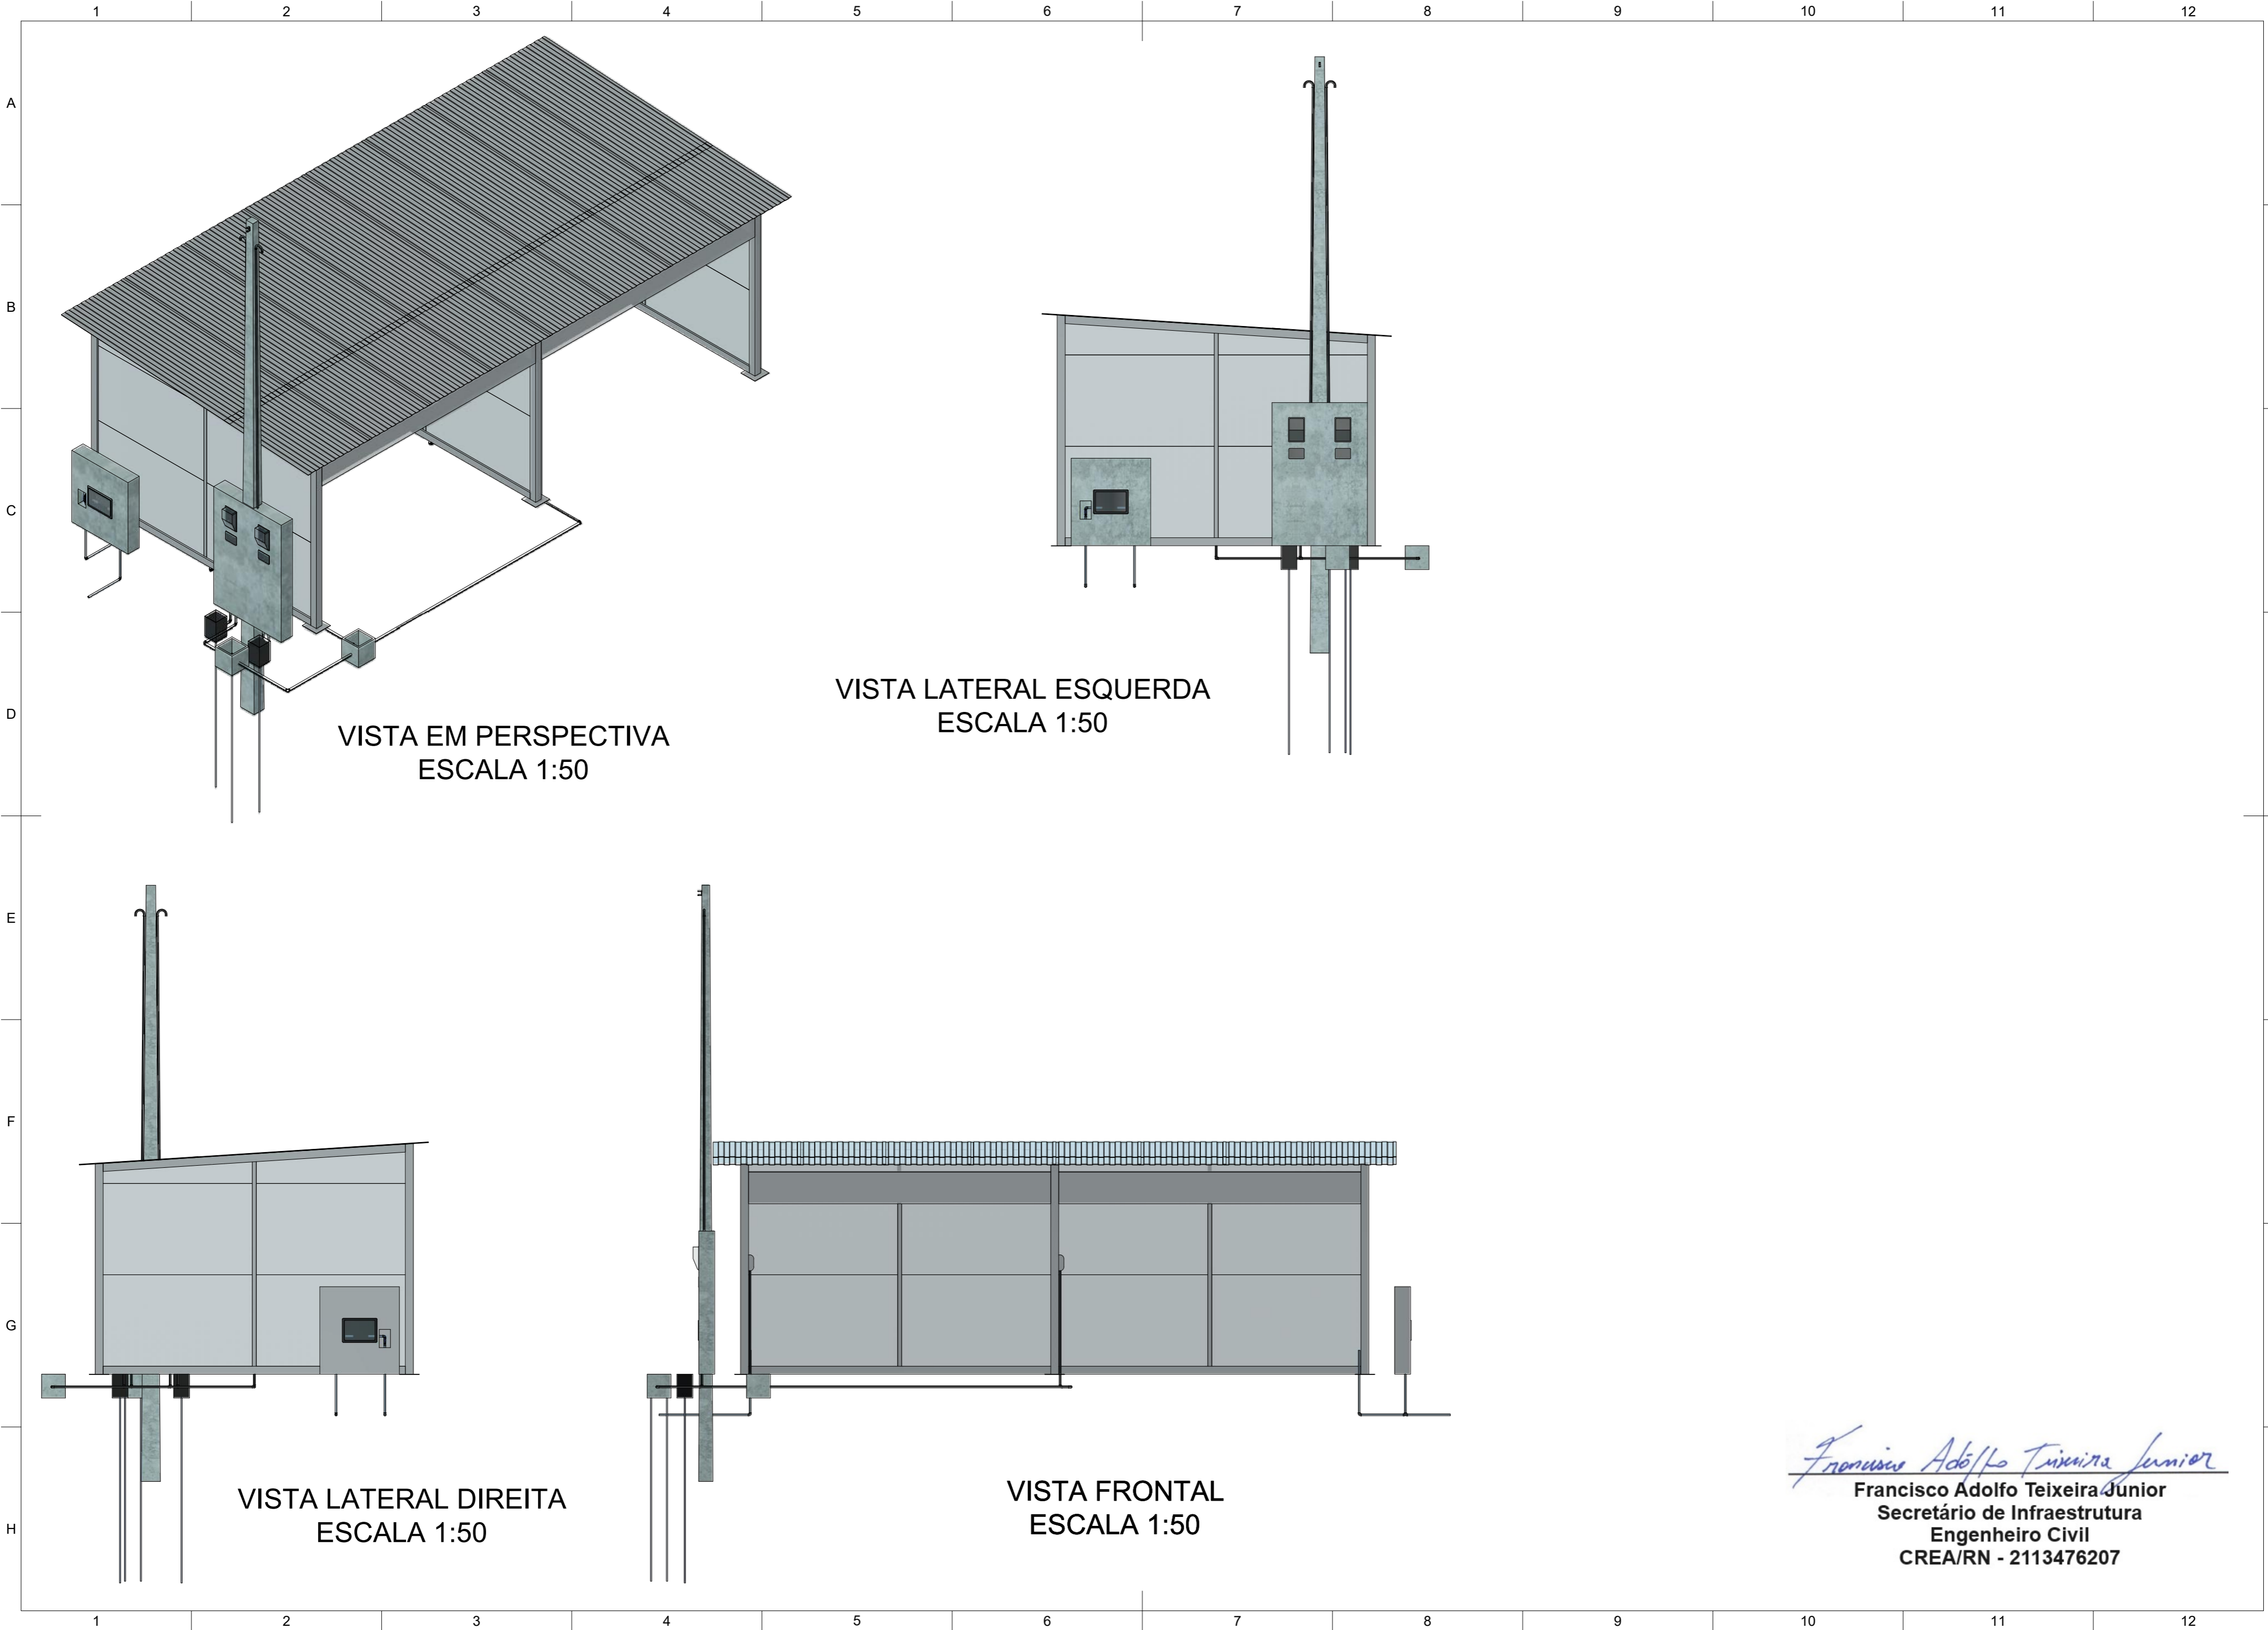 1 2 3 4 5 6 7 8 9 10 11 12
A
B
C
D
VISTA LATERAL ESQUERDA
ESCALA 1:50
VISTA EM PERSPECTIVA
ESCALA 1:50
E
F
G
H
VISTA LATERAL DIREITA
ESCALA 1:50
VISTA FRONTAL
ESCALA 1:50
Francisco Adolfo Teixeira Junior
Francisco Adolfo Teixeira Junior
Secretário de Infraestrutura
Engenheiro Civil
CREA/RN - 2113476207
1 2 3 4 5 6 7 8 9 10 11 12